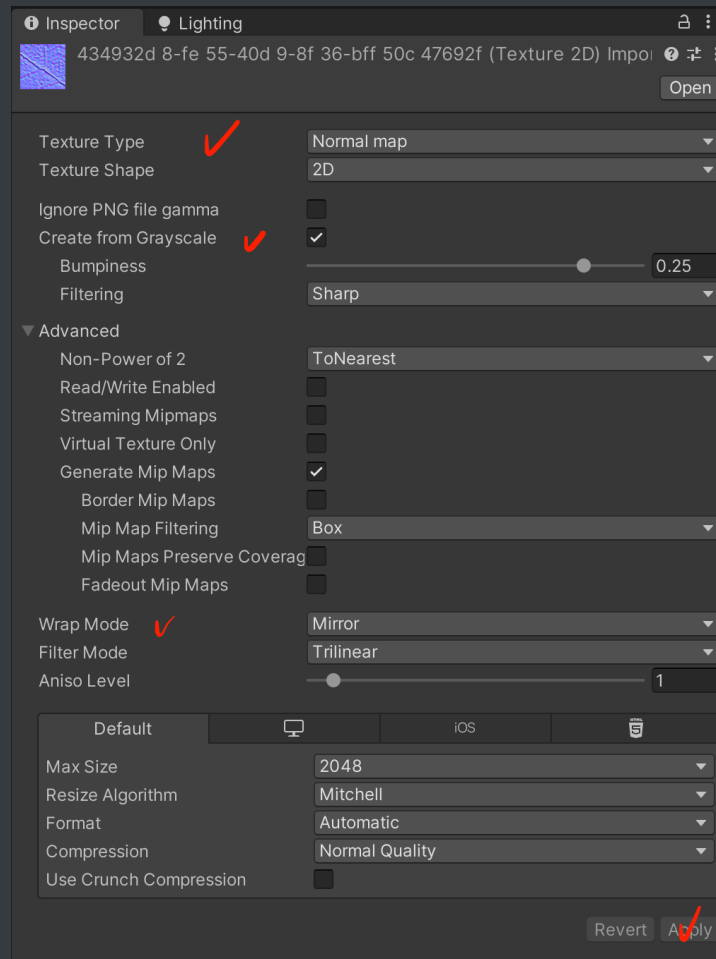 Inspector Lighting
434932d 8-fe 55-40d 9-8f 36-bff 50c 47692f (Texture 2D) Impo
Open
Texture Type Normal map
Texture Shape 2D
Ignore PNG file gamma
Create from Grayscale
Bumpiness 0.25
Filtering Sharp
Advanced
Non-Power of 2 ToNearest
Read/Write Enabled
Streaming Mipmaps
Virtual Texture Only
Generate Mip Maps
Border Mip Maps
Mip Map Filtering Box
Mip Maps Preserve Coverag
Fadeout Mip Maps
Wrap Mode Mirror
Filter Mode Trilinear
Aniso Level 1
Default iOS HTML 5
Max Size 2048
Resize Algorithm Mitchell
Format Automatic
Compression Normal Quality
Use Crunch Compression
Revert Apply